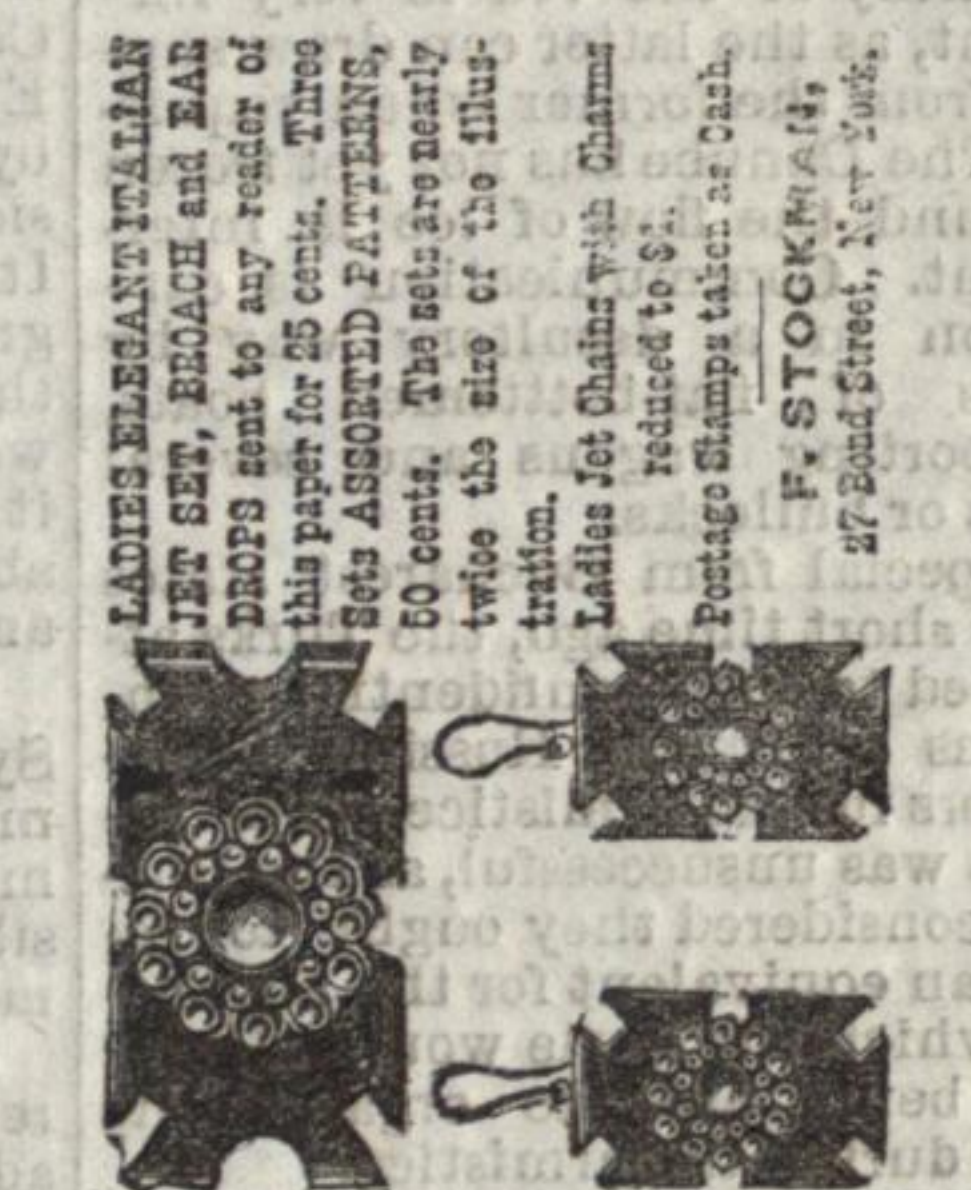 LADIES ELEGANT ITALIAN
JET SET, BROACH and EAR
DROPS sent to any reader of
this paper for 25 cents. Three
Sets ASSORTED PATTERNS,
50 cents. The sets are nearly
twice the size of the illus-
tration.
Ladies Jet Chains with Charms
reduced to $1.
Postage Stamps taken as Cash.
F. STOCKMAN,
27 Bond Street, New York.